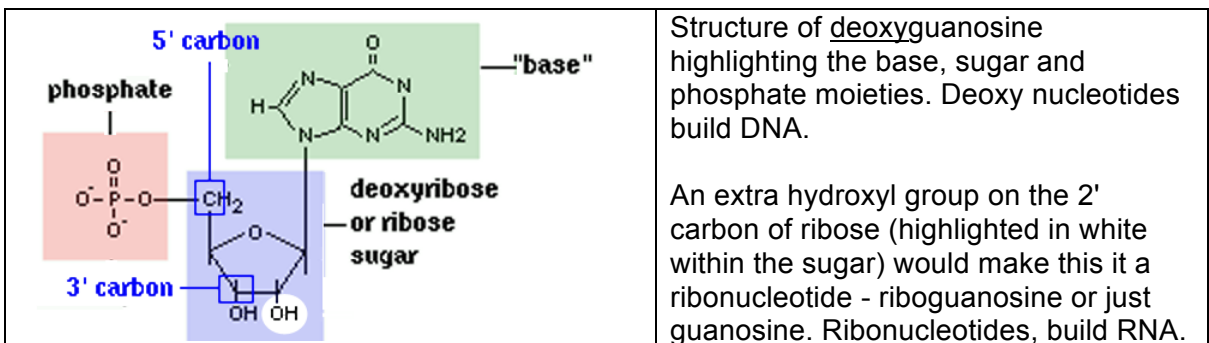 5' carbon
"base"
phosphate
O
N
N
H
N
N
NH2
O
O-P-O
O
O
CH2
O
deoxyribose
or ribose
sugar
3' carbon
OH OH
Structure of deoxyguanosine
highlighting the base, sugar and
phosphate moieties. Deoxy nucleotides
build DNA.
An extra hydroxyl group on the 2'
carbon of ribose (highlighted in white
within the sugar) would make this it a
ribonucleotide - riboguanosine or just
guanosine. Ribonucleotides, build RNA.